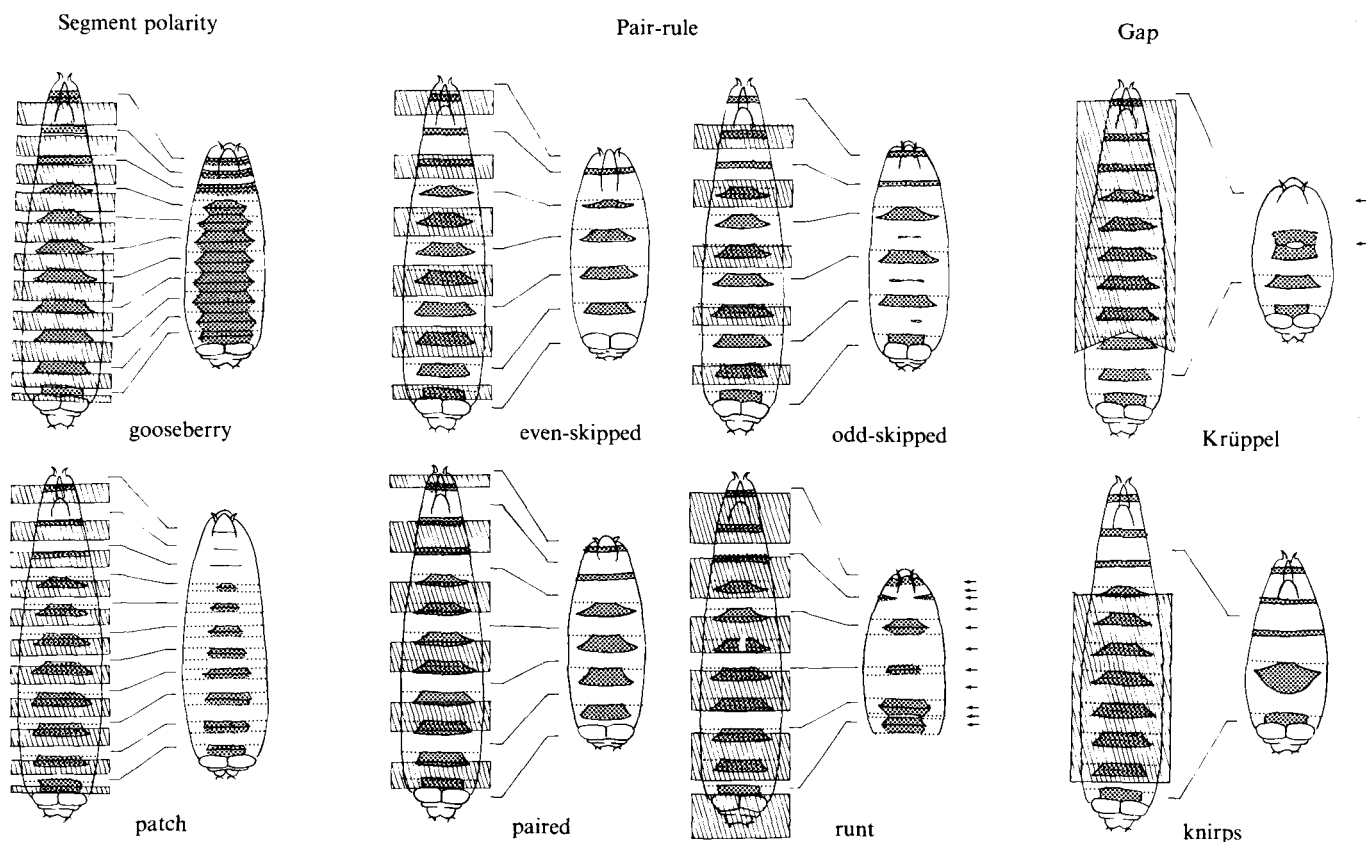 Segment polarity
Pair-rule
Gap
gooseberry
even-skipped
odd-skipped
Krüppel
patch
paired
runt
knirps